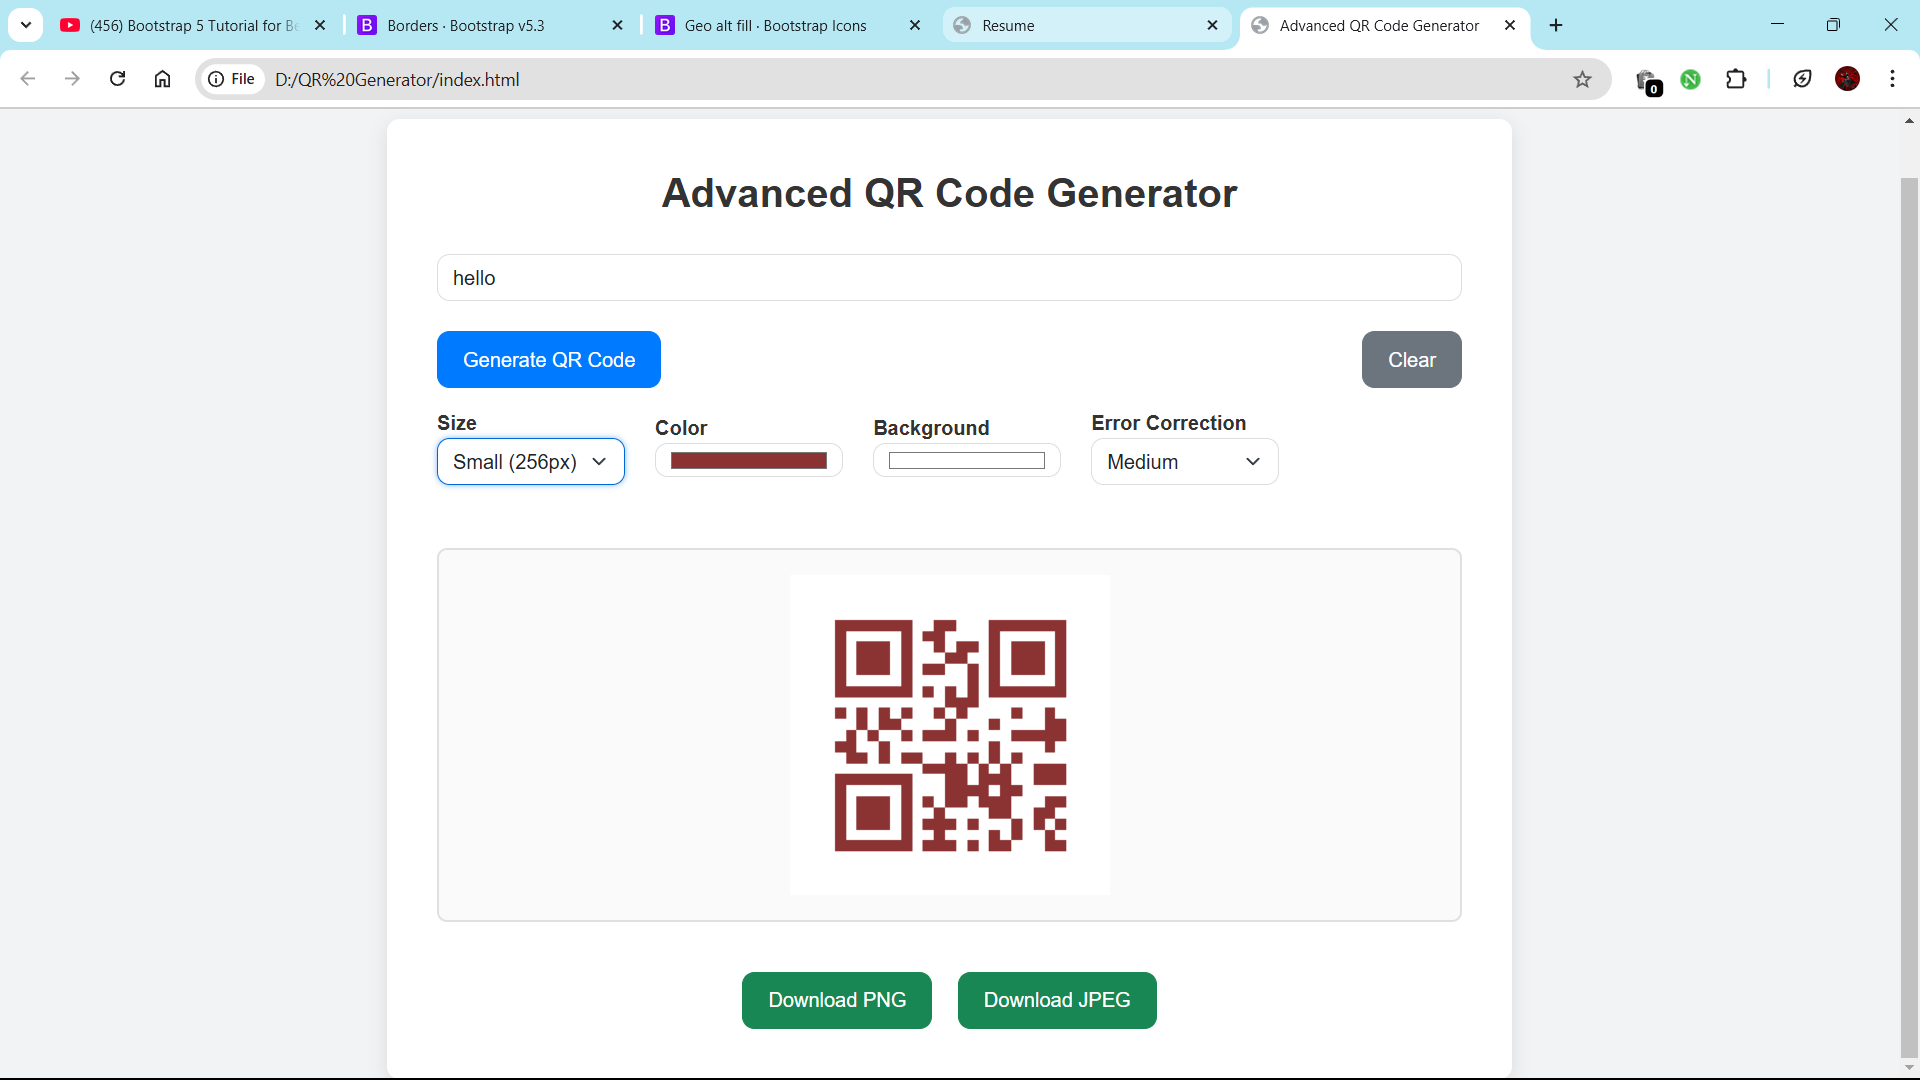 (456) Bootstrap 5 Tutorial for Be
Borders · Bootstrap v5.3
Geo alt fill · Bootstrap Icons
Resume
Advanced QR Code Generator
File
D:/QR%20Generator/index.html
0
N
Advanced QR Code Generator
hello
Generate QR Code
Clear
Size
Color
Background
Error Correction
Small (256px)
Medium
Download PNG
Download JPEG